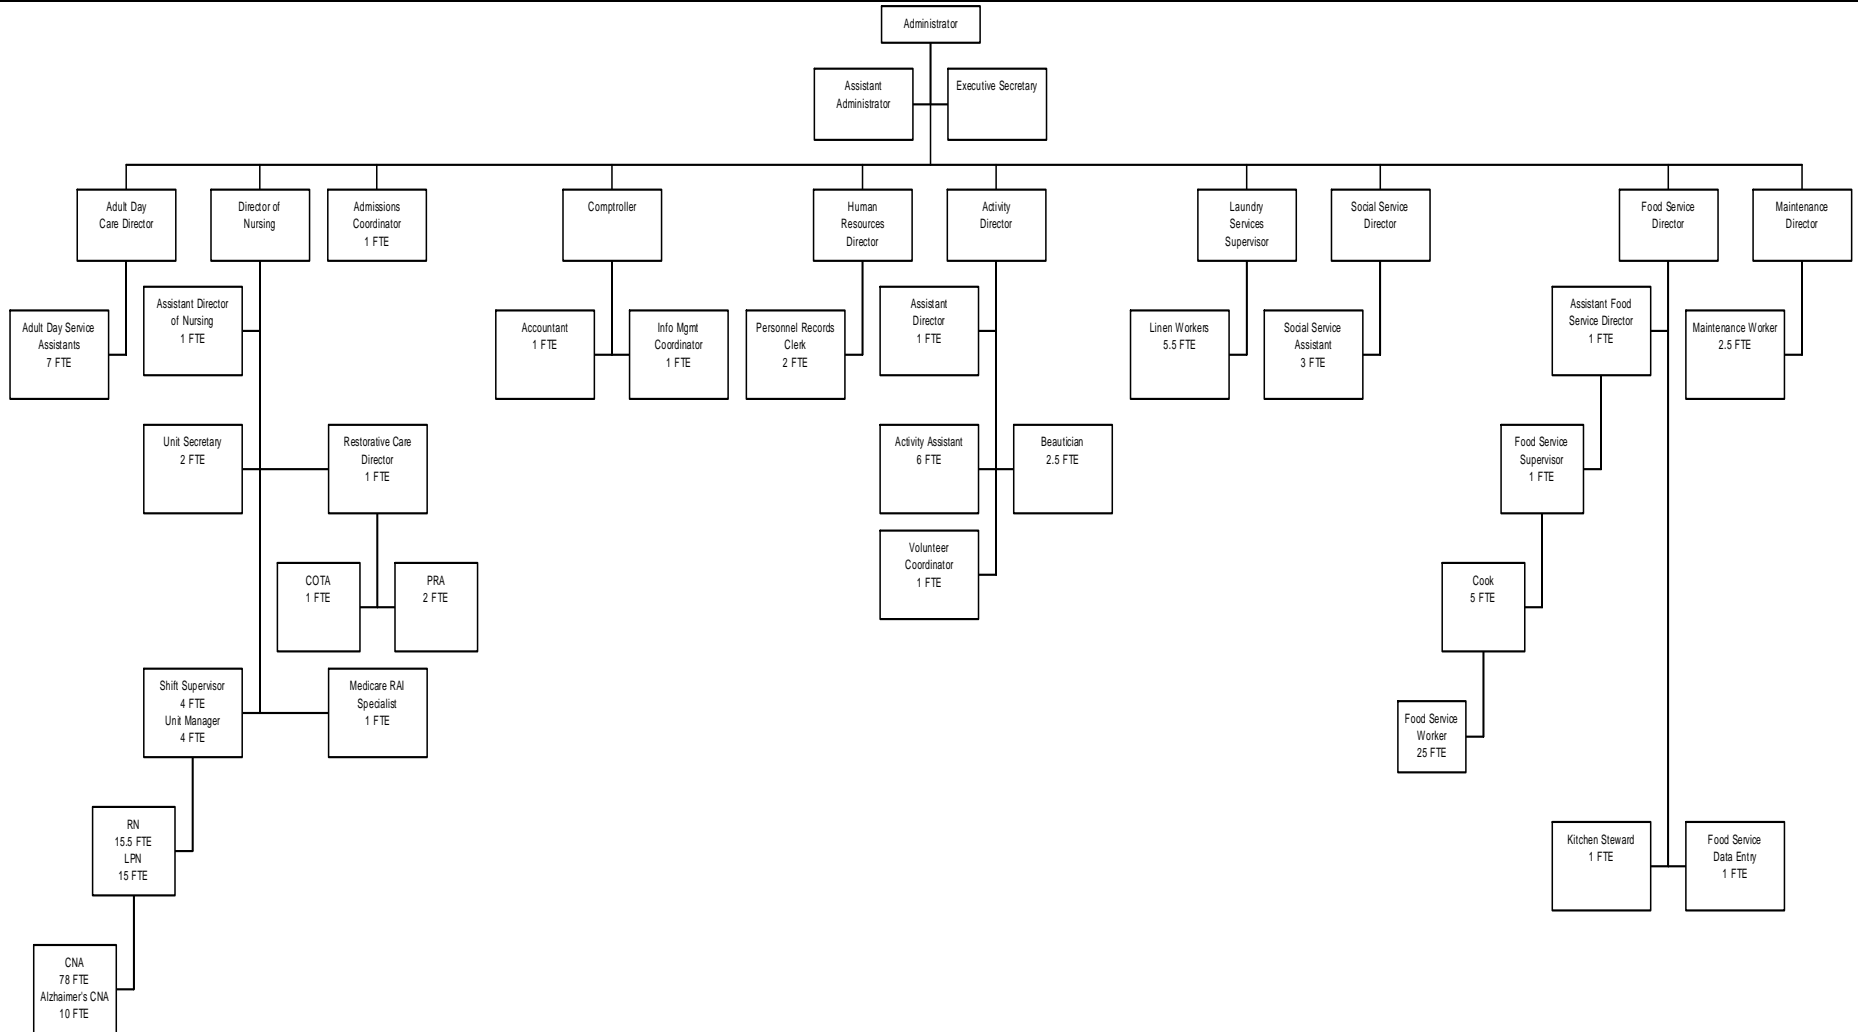 Administrator
Assistant
Administrator
Executive Secretary
Adult Day
Care Director
Director of
Nursing
Admissions
Coordinator
1 FTE
Comptroller
Human
Resources
Director
Activity
Director
Laundry
Services
Supervisor
Social Service
Director
Food Service
Director
Maintenance
Director
Adult Day Service
Assistants
7 FTE
Assistant Director
of Nursing
1 FTE
Accountant
1 FTE
Info Mgmt
Coordinator
1 FTE
Personnel Records
Clerk
2 FTE
Assistant
Director
1 FTE
Linen Workers
5.5 FTE
Social Service
Assistant
3 FTE
Assistant Food
Service Director
1 FTE
Maintenance Worker
2.5 FTE
Unit Secretary
2 FTE
Restorative Care
Director
1 FTE
Activity Assistant
6 FTE
Beautician
2.5 FTE
Food Service
Supervisor
1 FTE
Volunteer
Coordinator
1 FTE
COTA
1 FTE
PRA
2 FTE
Cook
5 FTE
Shift Supervisor
4 FTE
Unit Manager
4 FTE
Medicare RAI
Specialist
1 FTE
Food Service
Worker
25 FTE
RN
15.5 FTE
LPN
15 FTE
Kitchen Steward
1 FTE
Food Service
Data Entry
1 FTE
CNA
78 FTE
Alzhaimer's CNA
10 FTE